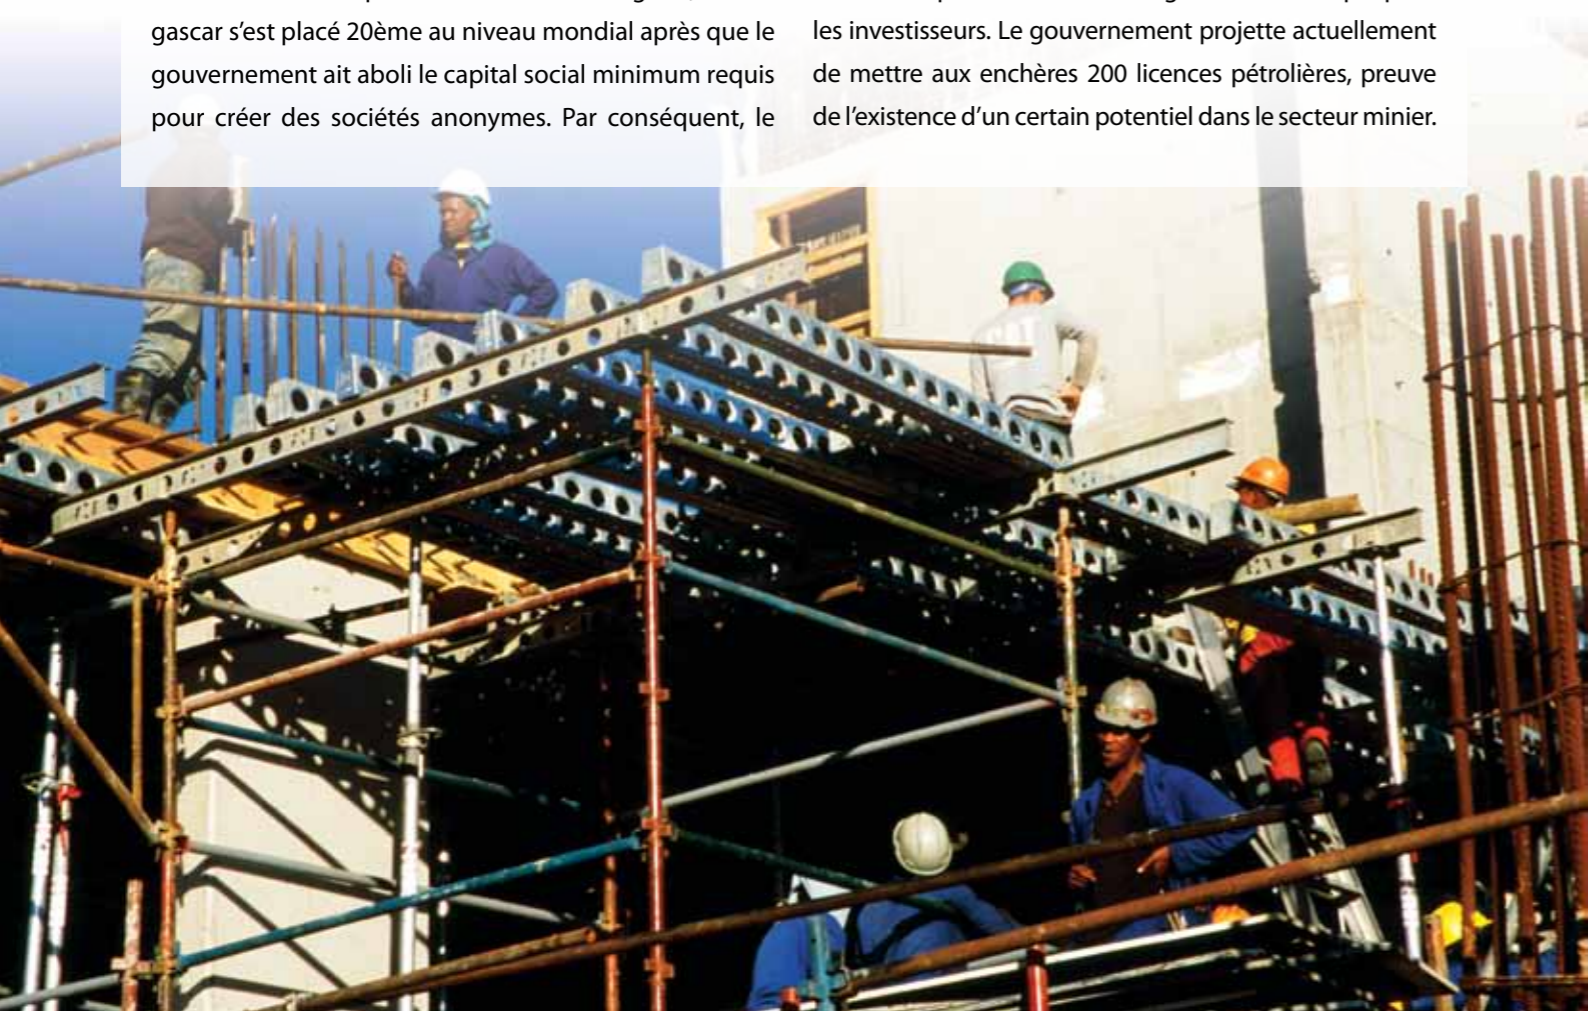 gascar s’est placé 20ème au niveau mondial après que le
gouvernement ait aboli le capital social minimum requis
pour créer des sociétés anonymes. Par conséquent, le
les investisseurs. Le gouvernement projette actuellement
de mettre aux enchères 200 licences pétrolières, preuve
de l’existence d’un certain potentiel dans le secteur minier.